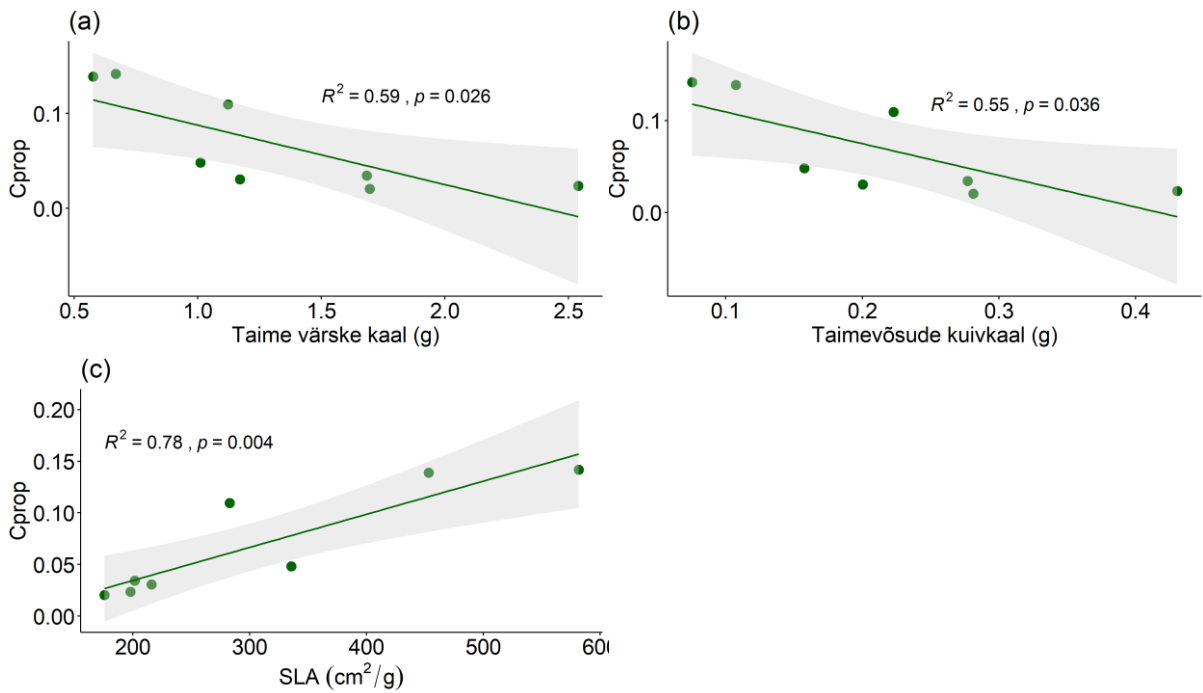 (a)
R² = 0.59 , p = 0.026
Cprop
0.1
0.0
0.5 1.0 1.5 2.0 2.5
Taime värske kaal (g)
(b)
R² = 0.55 , p = 0.036
Cprop
0.1
0.0
0.1 0.2 0.3 0.4
Taimevõsude kuivkaal (g)
(c)
R² = 0.78 , p = 0.004
Cprop
0.20
0.15
0.10
0.05
0.00
200 300 400 500 60
SLA (cm²/g)